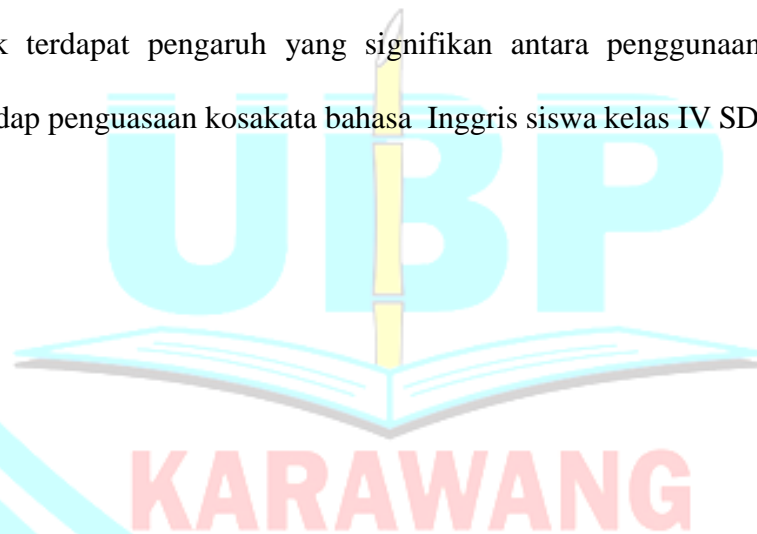 k terdapat pengaruh yang signifikan antara penggunaan
dap penguasaan kosakata bahasa Inggris siswa kelas IV SD
UBP
KARAWANG